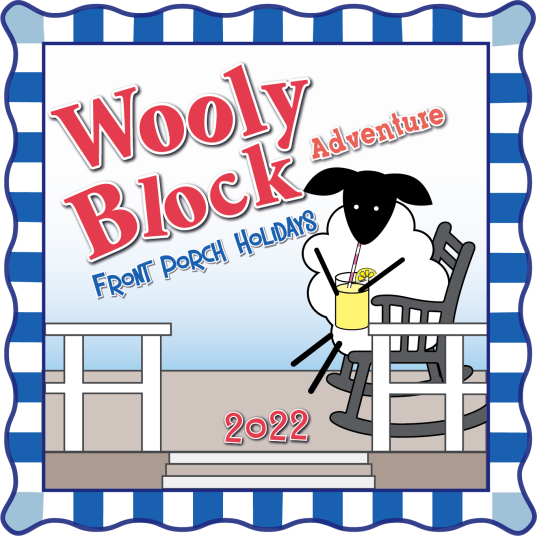 Wooly
Block
Adventure
Front Porch Holidays
2022